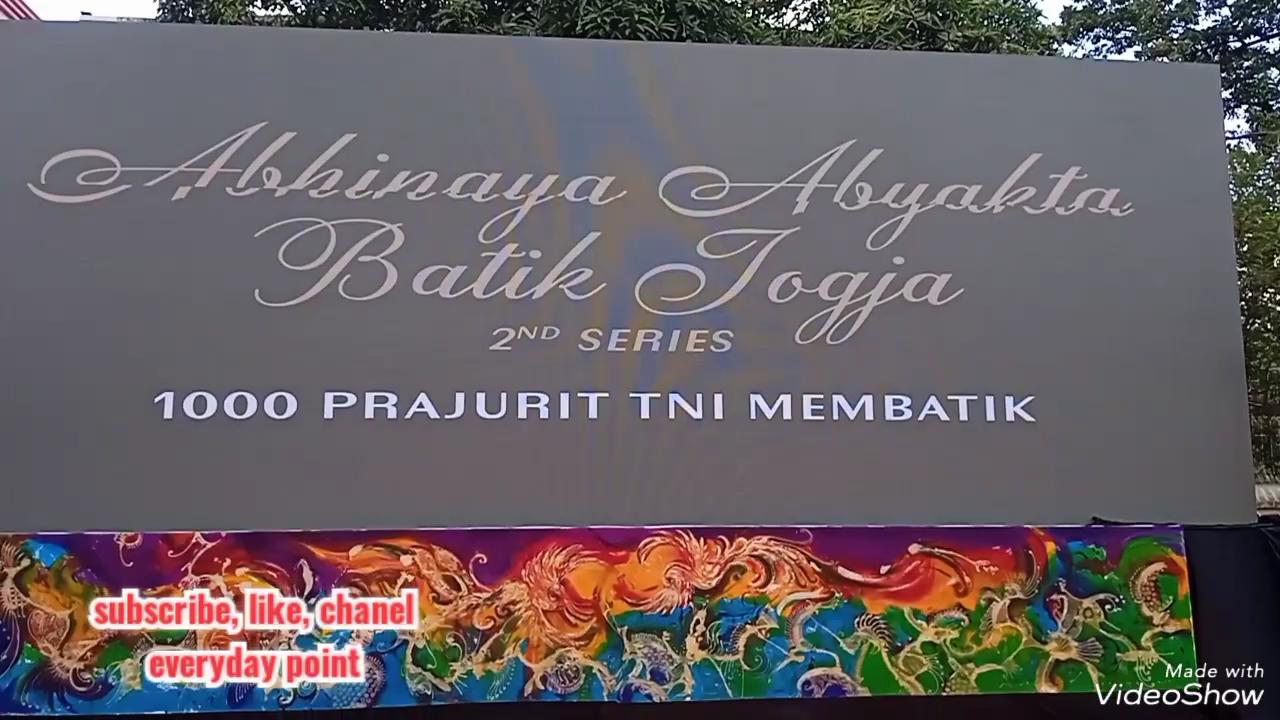 Abhinaya Abyakta
Batik Jogja
2ND SERIES
1000 PRAJURIT TNI MEMBATIK
subscribe, like, chanel
everyday point
Made with
VideoShow